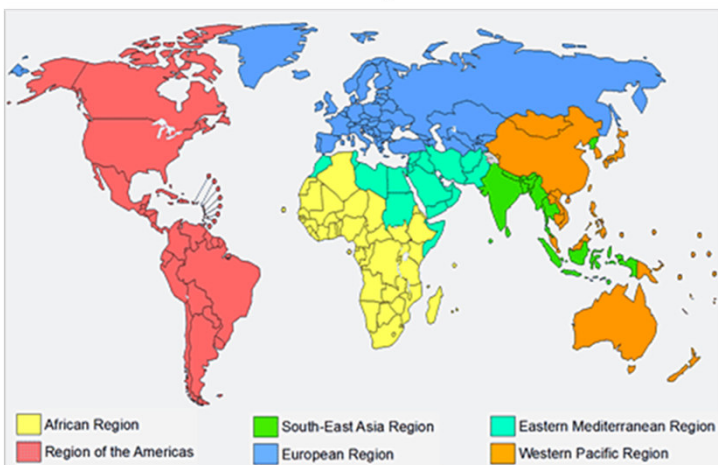 African Region
South-East Asia Region
Eastern Mediterranean Region
Region of the Americas
European Region
Western Pacific Region